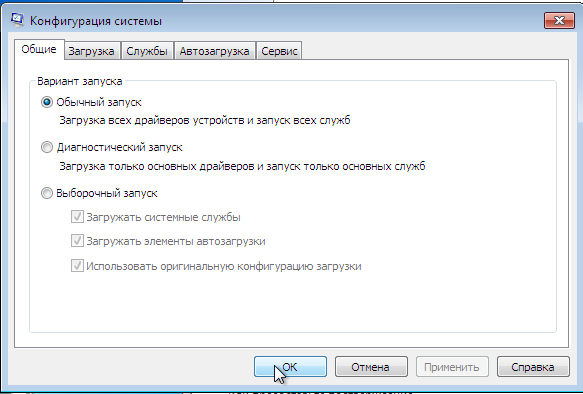 Конфигурация системы
Общие Загрузка Службы Автозагрузка Сервис
Вариант запуска
Обычный запуск
Загрузка всех драйверов устройств и запуск всех служб
Диагностический запуск
Загрузка только основных драйверов и запуск только основных служб
Выборочный запуск
Загружать системные службы
Загружать элементы автозагрузки
Использовать оригинальную конфигурацию загрузки
ОК Отмена Применить Справка